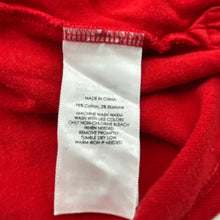 MADE IN CHINA
98% Cotton, 2% Elastane
MACHINE WASH WARM
WASH WITH LIKE COLORS
ONLY NON-CHLORINE BLEACH
WHEN NEEDED
REMOVE PROMPTLY
TUMBLE DRY LOW
WARM IRON IF NEEDED